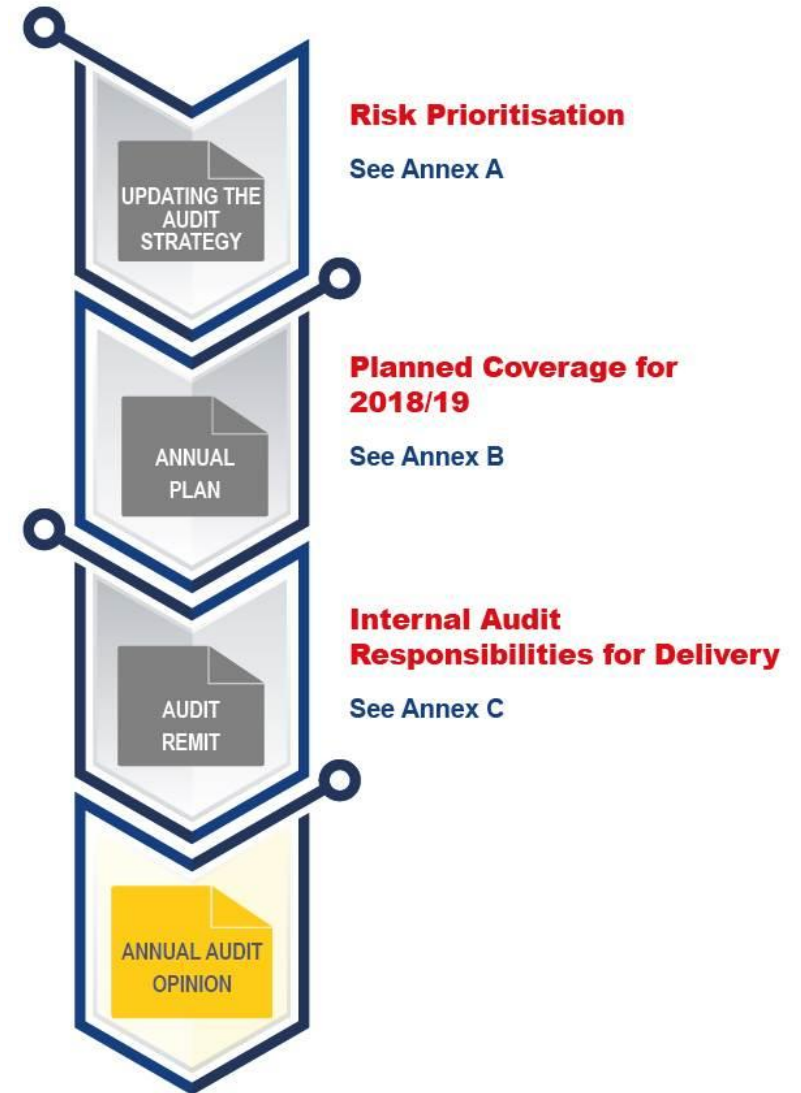 UPDATING THE
AUDIT
STRATEGY
Risk Prioritisation
See Annex A
ANNUAL
PLAN
Planned Coverage for
2018/19
See Annex B
AUDIT
REMIT
Internal Audit
Responsibilities for Delivery
See Annex C
ANNUAL AUDIT
OPINION